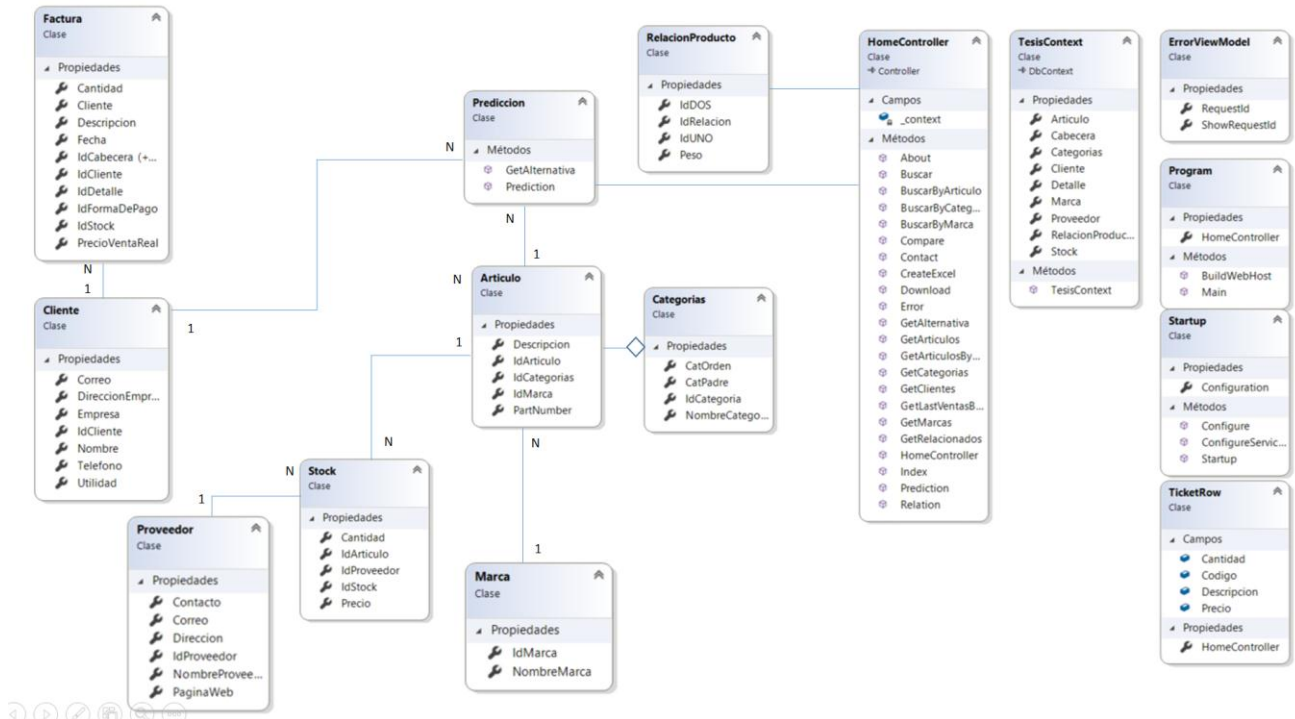 Factura
Clase
Propiedades
Cantidad
Cliente
Descripcion
Fecha
IdCabecera (+...
IdCliente
IdDetalle
IdFormaDePago
IdStock
PrecioVentaReal
N
1
Cliente
Clase
Propiedades
Correo
DireccionEmpr...
Empresa
IdCliente
Nombre
Telefono
Utilidad
1
N
Prediccion
Clase
Métodos
GetAlternativa
Prediction
N
1
N
Articulo
Clase
Propiedades
Descripcion
IdArticulo
IdCategorias
IdMarca
PartNumber
1
N
N
Stock
Clase
Propiedades
Cantidad
IdArticulo
IdProveedor
IdStock
Precio
N
1
Proveedor
Clase
Propiedades
Contacto
Correo
Direccion
IdProveedor
NombreProvee...
PaginaWeb
1
Marca
Clase
Propiedades
IdMarca
NombreMarca
RelacionProducto
Clase
Propiedades
IdDOS
IdRelacion
IdUNO
Peso
Categorias
Clase
Propiedades
CatOrden
CatPadre
IdCategoria
NombreCatego...
HomeController
Clase
Controller
Campos
_context
Métodos
About
Buscar
BuscarByArticulo
BuscarByCateg...
BuscarByMarca
Compare
Contact
CreateExcel
Download
Error
GetAlternativa
GetArticulos
GetArticulosBy...
GetCategorias
GetClientes
GetLastVentasB...
GetMarcas
GetRelacionados
HomeController
Index
Prediction
Relation
TesisContext
Clase
DbContext
Propiedades
Articulo
Cabecera
Categorias
Cliente
Detalle
Marca
Proveedor
RelacionProduc...
Stock
Métodos
TesisContext
ErrorViewModel
Clase
Propiedades
RequestId
ShowRequestId
Program
Clase
Propiedades
HomeController
Métodos
BuildWebHost
Main
Startup
Clase
Propiedades
Configuration
Métodos
Configure
ConfigureServic...
Startup
TicketRow
Clase
Campos
Cantidad
Codigo
Descripcion
Precio
Propiedades
HomeController